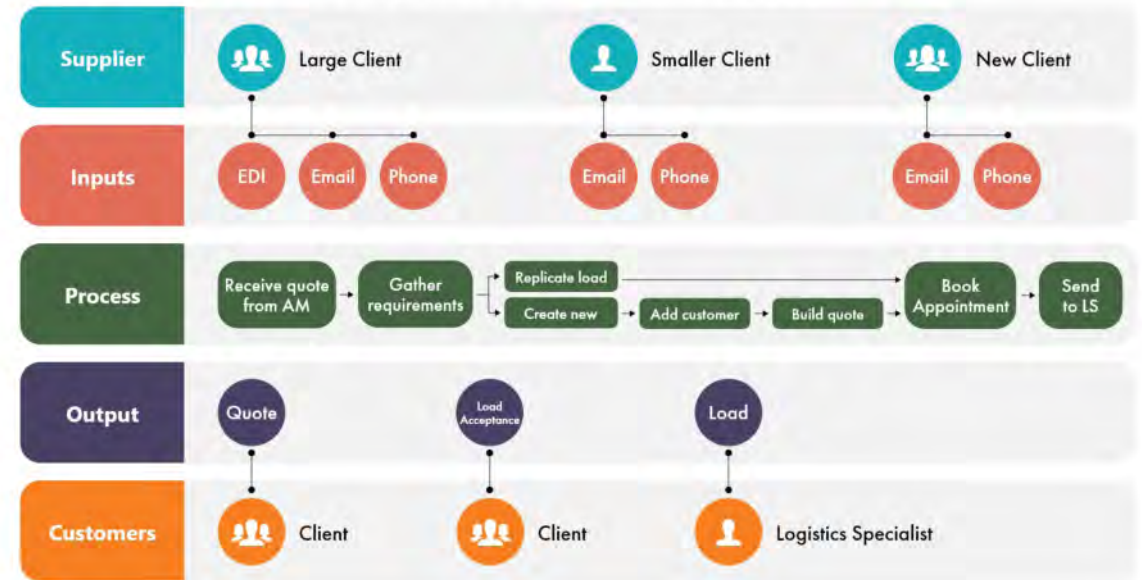 Supplier
Large Client
Smaller Client
New Client
Inputs
EDI
Email
Phone
Email
Phone
Email
Phone
Process
Receive quote
from AM
Gather
requirements
Replicate load
Create new
Add customer
Build quote
Book
Appointment
Send
to LS
Output
Quote
Load
Acceptance
Load
Customers
Client
Client
Logistics Specialist